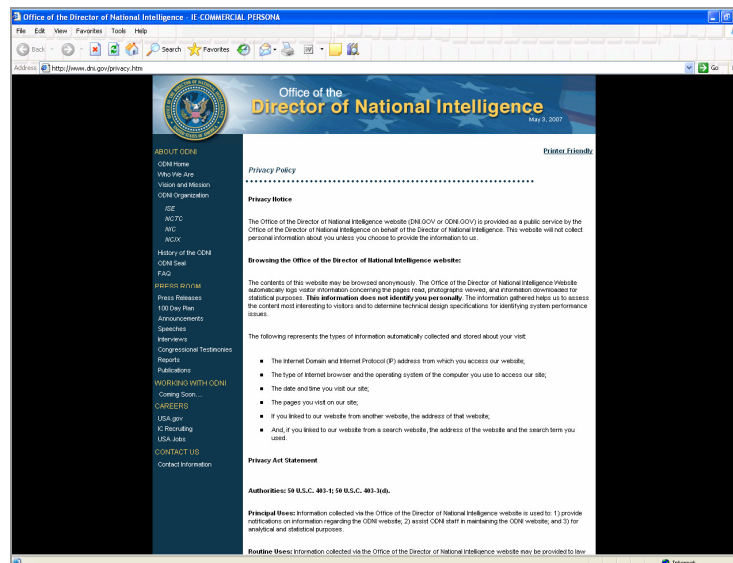 Office of the Director of National Intelligence - IE-COMMERCIAL PERSONA
File Edit View Favorites Tools Help
Back Search Favorites
Address http://www.dni.gov/privacy.htm Go
Office of the
Director of National Intelligence
May 3, 2007
ABOUT ODNI
ODNI Home
Who We Are
Vision and Mission
ODNI Organization
ISE
NCTC
NIC
NCIX
History of the ODNI
ODNI Seal
FAQ
PRESS ROOM
Press Releases
100 Day Plan
Announcements
Speeches
Interviews
Congressional Testimonies
Reports
Publications
WORKING WITH ODNI
Coming Soon....
CAREERS
USA.gov
IC Recruiting
USA Jobs
CONTACT US
Contact Information
Printer Friendly
Privacy Policy
Privacy Notice
The Office of the Director of National Intelligence website (DNI.GOV or ODNI.GOV) is provided as a public service by the
Office of the Director of National Intelligence on behalf of the Director of National Intelligence. This website will not collect
personal information about you unless you choose to provide the information to us.
Browsing the Office of the Director of National Intelligence website:
The contents of this website may be browsed anonymously. The Office of the Director of National Intelligence Website
automatically logs visitor information concerning the pages read, photographs viewed, and information downloaded for
statistical purposes. This information does not identify you personally. The information gathered helps us to assess
the content most interesting to visitors and to determine technical design specifications for identifying system performance
issues.
The following represents the types of information automatically collected and stored about your visit:
The Internet Domain and Internet Protocol (IP) address from which you access our website;
The type of Internet browser and the operating system of the computer you use to access our site;
The date and time you visit our site;
The pages you visit on our site;
If you linked to our website from another website, the address of that website;
And, if you linked to our website from a search website, the address of the website and the search term you
used.
Privacy Act Statement
Authorities: 50 U.S.C. 403-1; 50 U.S.C. 403-3(d).
Principal Uses: Information collected via the Office of the Director of National Intelligence website is used to: 1) provide
notifications on information regarding the ODNI website; 2) assist ODNI staff in maintaining the ODNI website; and 3) for
analytical and statistical purposes.
Routine Uses: Information collected via the Office of the Director of National Intelligence website may be provided to law
Internet